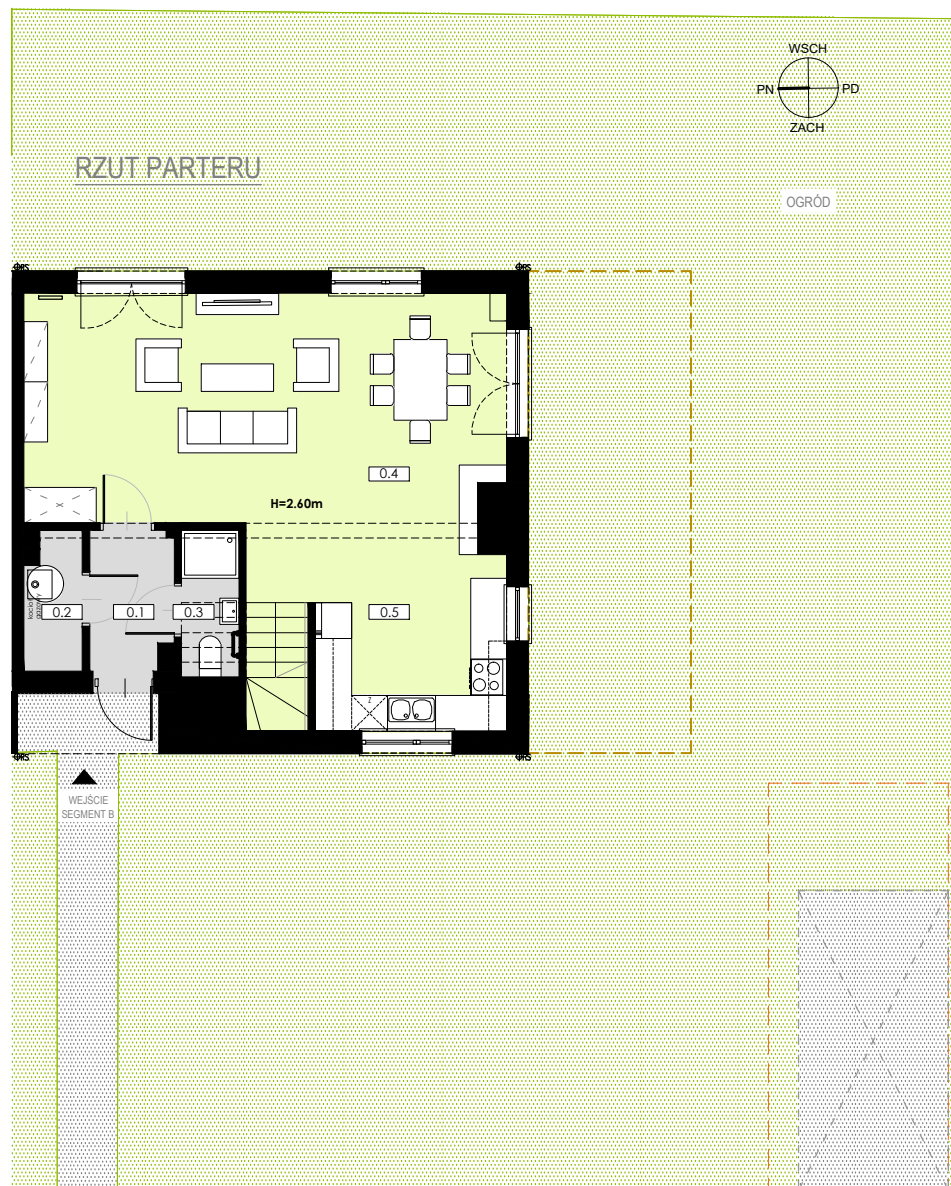 WSCH
PN
PD
ZACH
RZUT PARTERU
OGRÓD
0.4
H=2.60m
0.2
0.1
0.3
0.5
gazowy
Z
WEJŚCIE
SEGMENT B